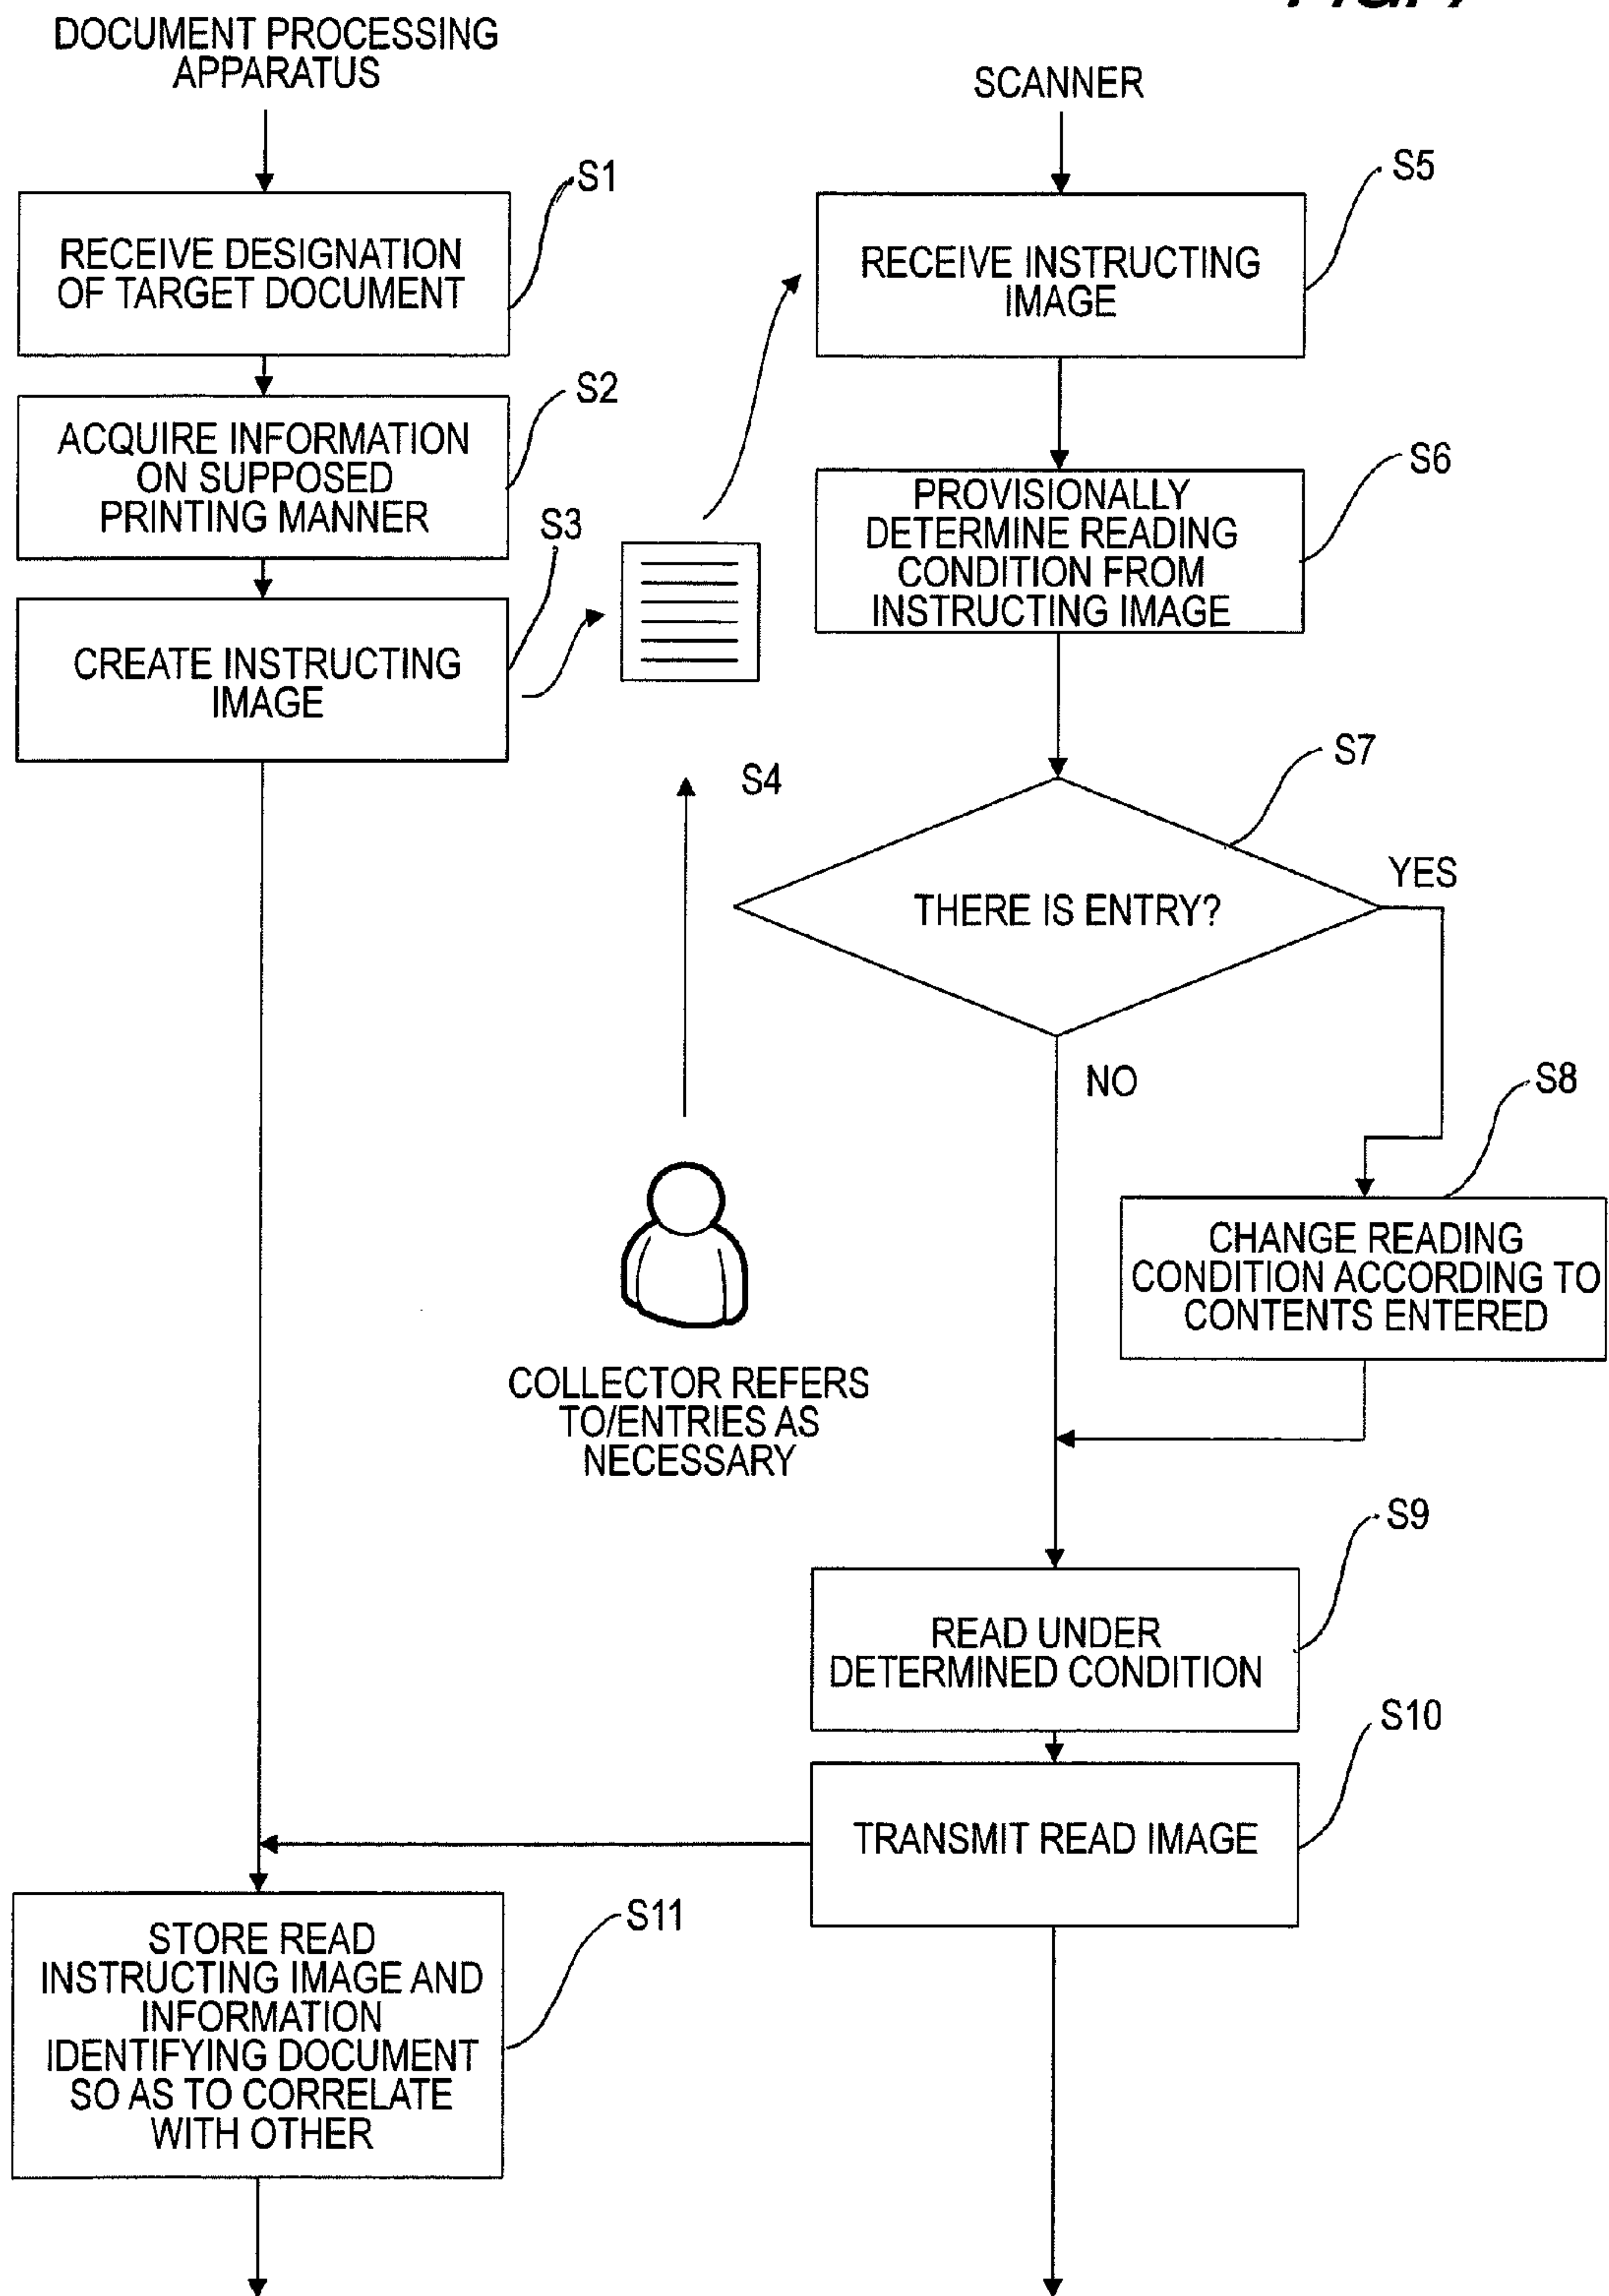 DOCUMENT PROCESSING
APPARATUS
S1
RECEIVE DESIGNATION
OF TARGET DOCUMENT
S2
ACQUIRE INFORMATION
ON SUPPOSED
PRINTING MANNER
S3
CREATE INSTRUCTING
IMAGE
S4
COLLECTOR REFERS
TO/ENTRIES AS
NECESSARY
SCANNER
S5
RECEIVE INSTRUCTING
IMAGE
S6
PROVISIONALLY
DETERMINE READING
CONDITION FROM
INSTRUCTING IMAGE
S7
THERE IS ENTRY?
YES
NO
S8
CHANGE READING
CONDITION ACCORDING TO
CONTENTS ENTERED
S9
READ UNDER
DETERMINED CONDITION
S10
TRANSMIT READ IMAGE
S11
STORE READ
INSTRUCTING IMAGE AND
INFORMATION
IDENTIFYING DOCUMENT
SO AS TO CORRELATE
WITH OTHER